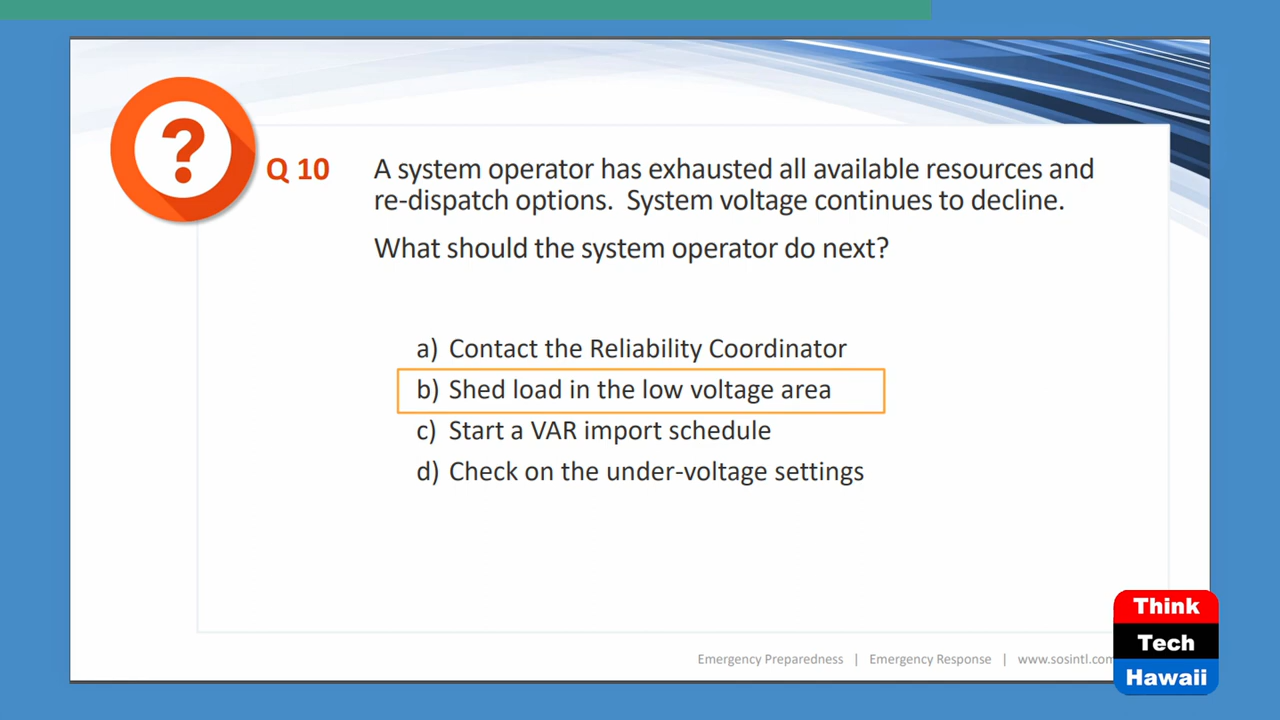 ?
Q 10
A system operator has exhausted all available resources and
re-dispatch options. System voltage continues to decline.
What should the system operator do next?
a) Contact the Reliability Coordinator
b) Shed load in the low voltage area
c) Start a VAR import schedule
d) Check on the under-voltage settings
Emergency Preparedness | Emergency Response | www.sosintl.com
Think
Tech
Hawaii